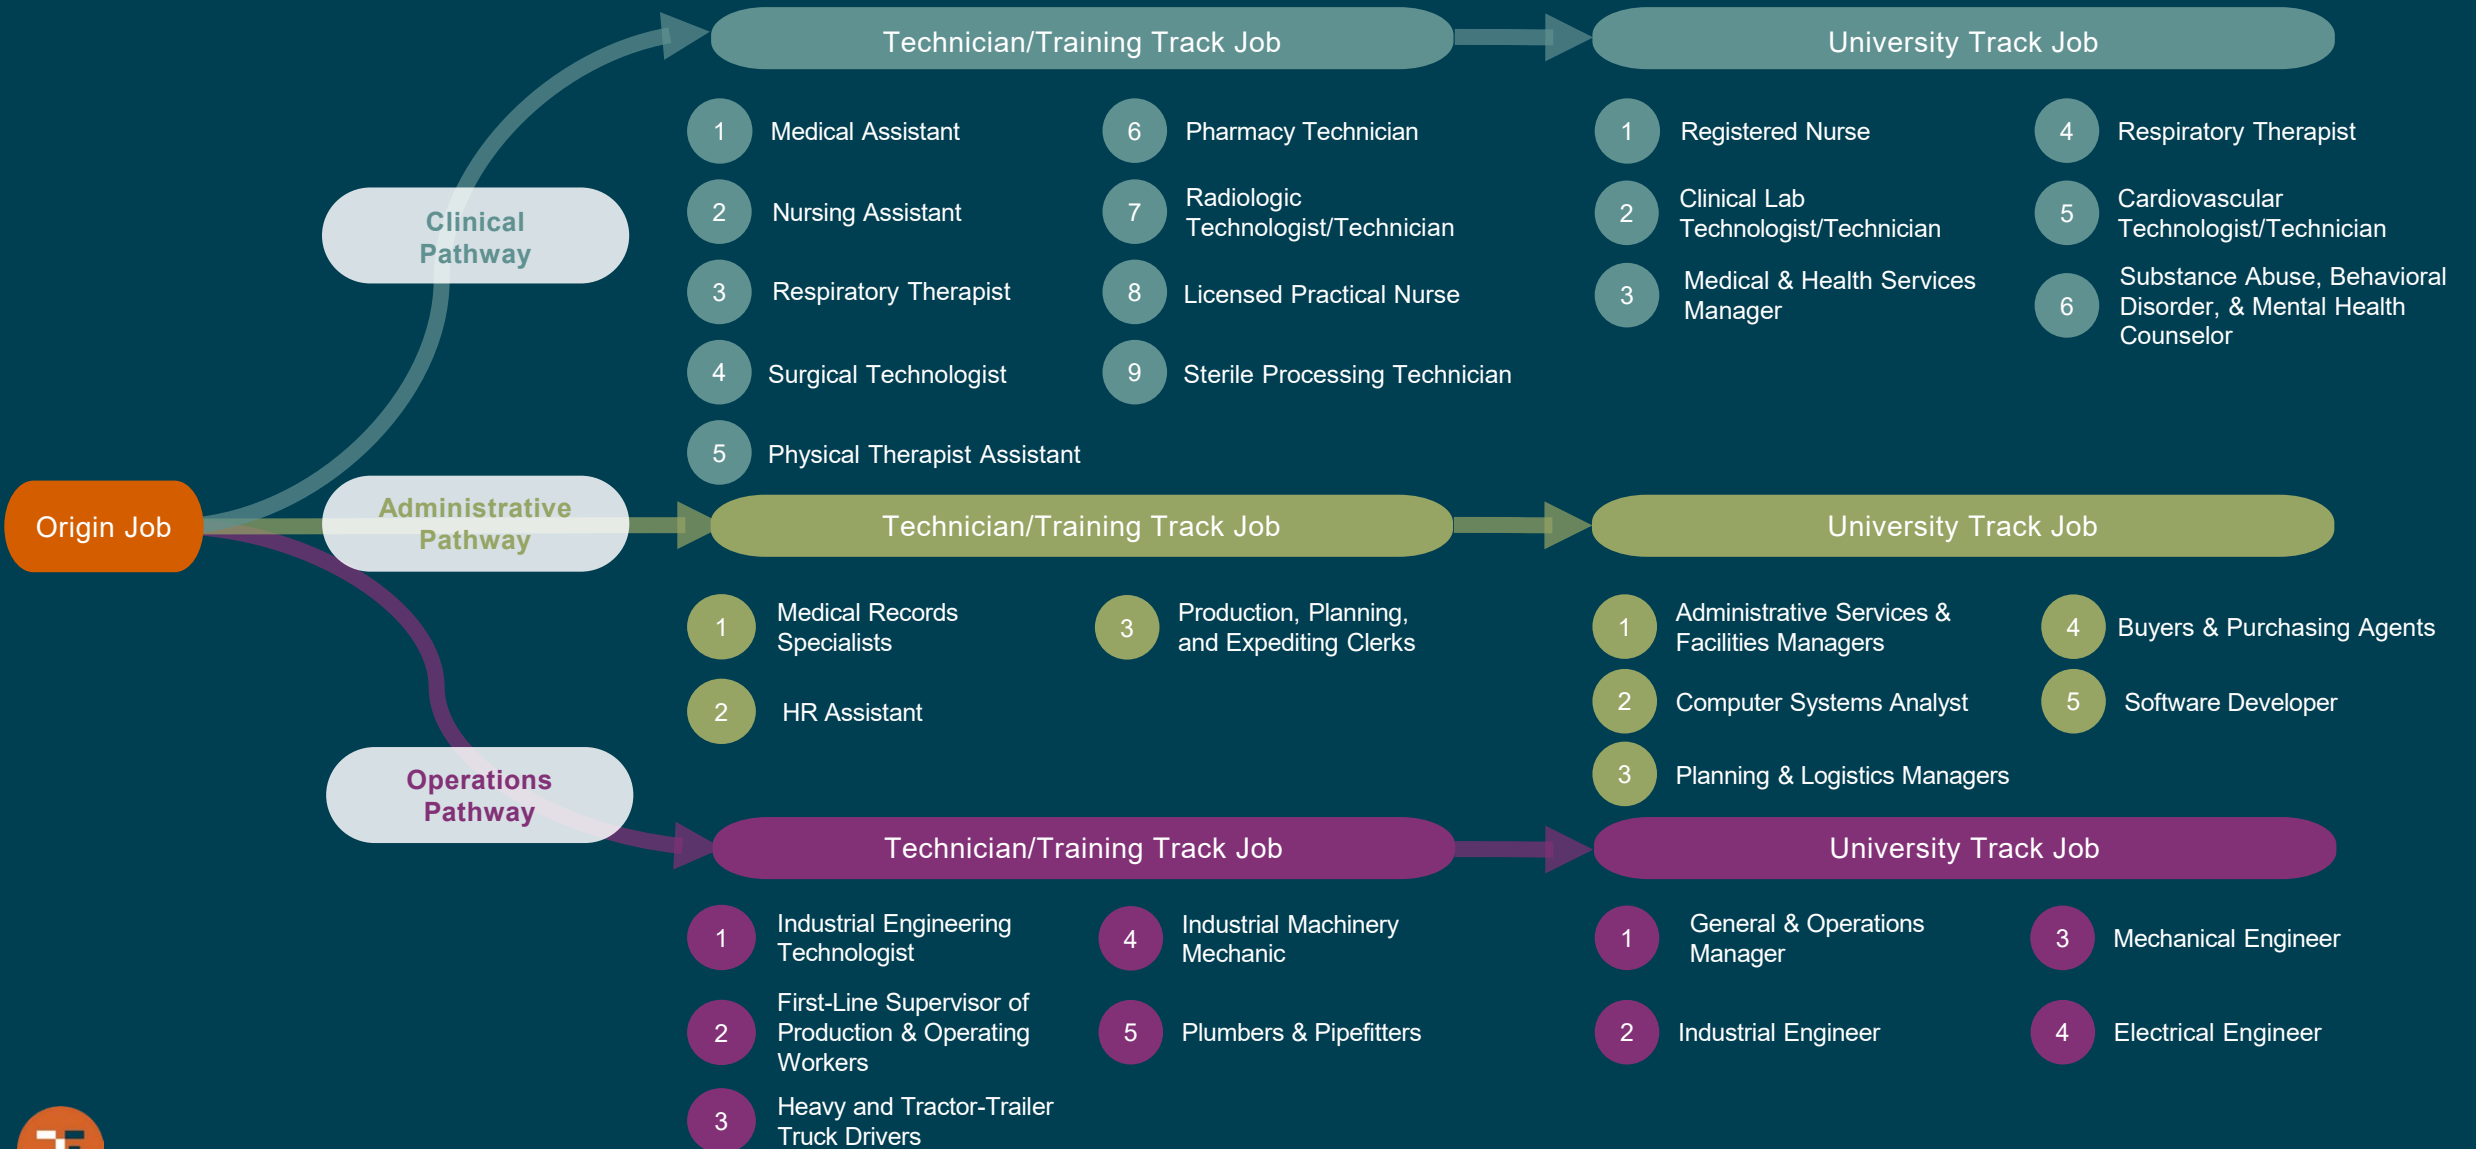 Origin Job
Clinical
Pathway
Technician/Training Track Job
1 Medical Assistant
2 Nursing Assistant
3 Respiratory Therapist
4 Surgical Technologist
5 Physical Therapist Assistant
6 Pharmacy Technician
7 Radiologic
Technologist/Technician
8 Licensed Practical Nurse
9 Sterile Processing Technician
University Track Job
1 Registered Nurse
2 Clinical Lab
Technologist/Technician
3 Medical & Health Services
Manager
4 Respiratory Therapist
5 Cardiovascular
Technologist/Technician
6 Substance Abuse, Behavioral
Disorder, & Mental Health
Counselor
Administrative
Pathway
Technician/Training Track Job
1 Medical Records
Specialists
2 HR Assistant
3 Production, Planning,
and Expediting Clerks
University Track Job
1 Administrative Services &
Facilities Managers
2 Computer Systems Analyst
3 Planning & Logistics Managers
4 Buyers & Purchasing Agents
5 Software Developer
Operations
Pathway
Technician/Training Track Job
1 Industrial Engineering
Technologist
2 First-Line Supervisor of
Production & Operating
Workers
3 Heavy and Tractor-Trailer
Truck Drivers
4 Industrial Machinery
Mechanic
5 Plumbers & Pipefitters
University Track Job
1 General & Operations
Manager
2 Industrial Engineer
3 Mechanical Engineer
4 Electrical Engineer